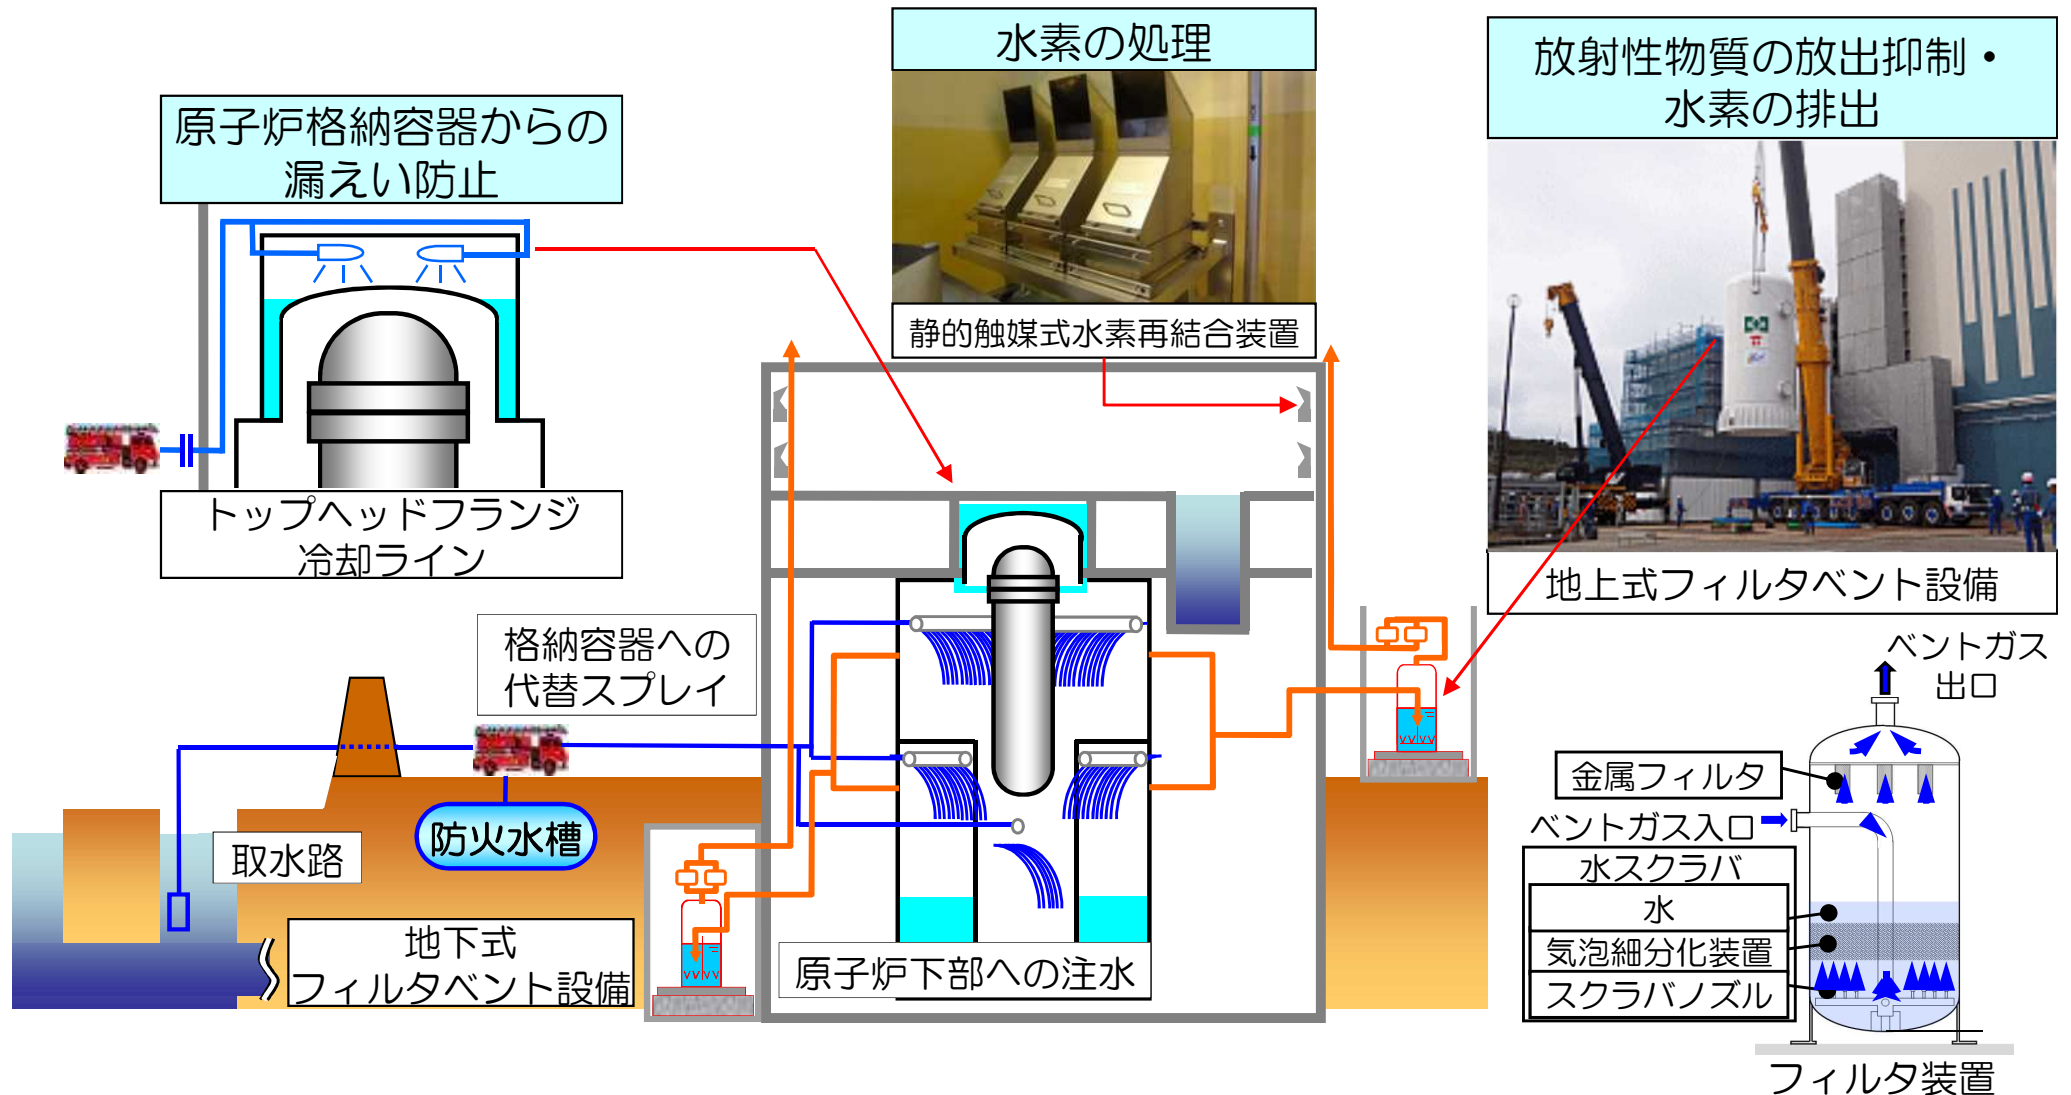 水素の処理
放射性物質の放出抑制・
水素の排出
原子炉格納容器からの
漏えい防止
静的触媒式水素再結合装置
トップヘッドフランジ
冷却ライン
地上式フィルタベント設備
格納容器への
代替スプレイ
ベントガス
出口
金属フィルタ
ベントガス入口
防火水槽
取水路
水スクラバ
水
気泡細分化装置
スクラバノズル
地下式
フィルタベント設備
原子炉下部への注水
フィルタ装置